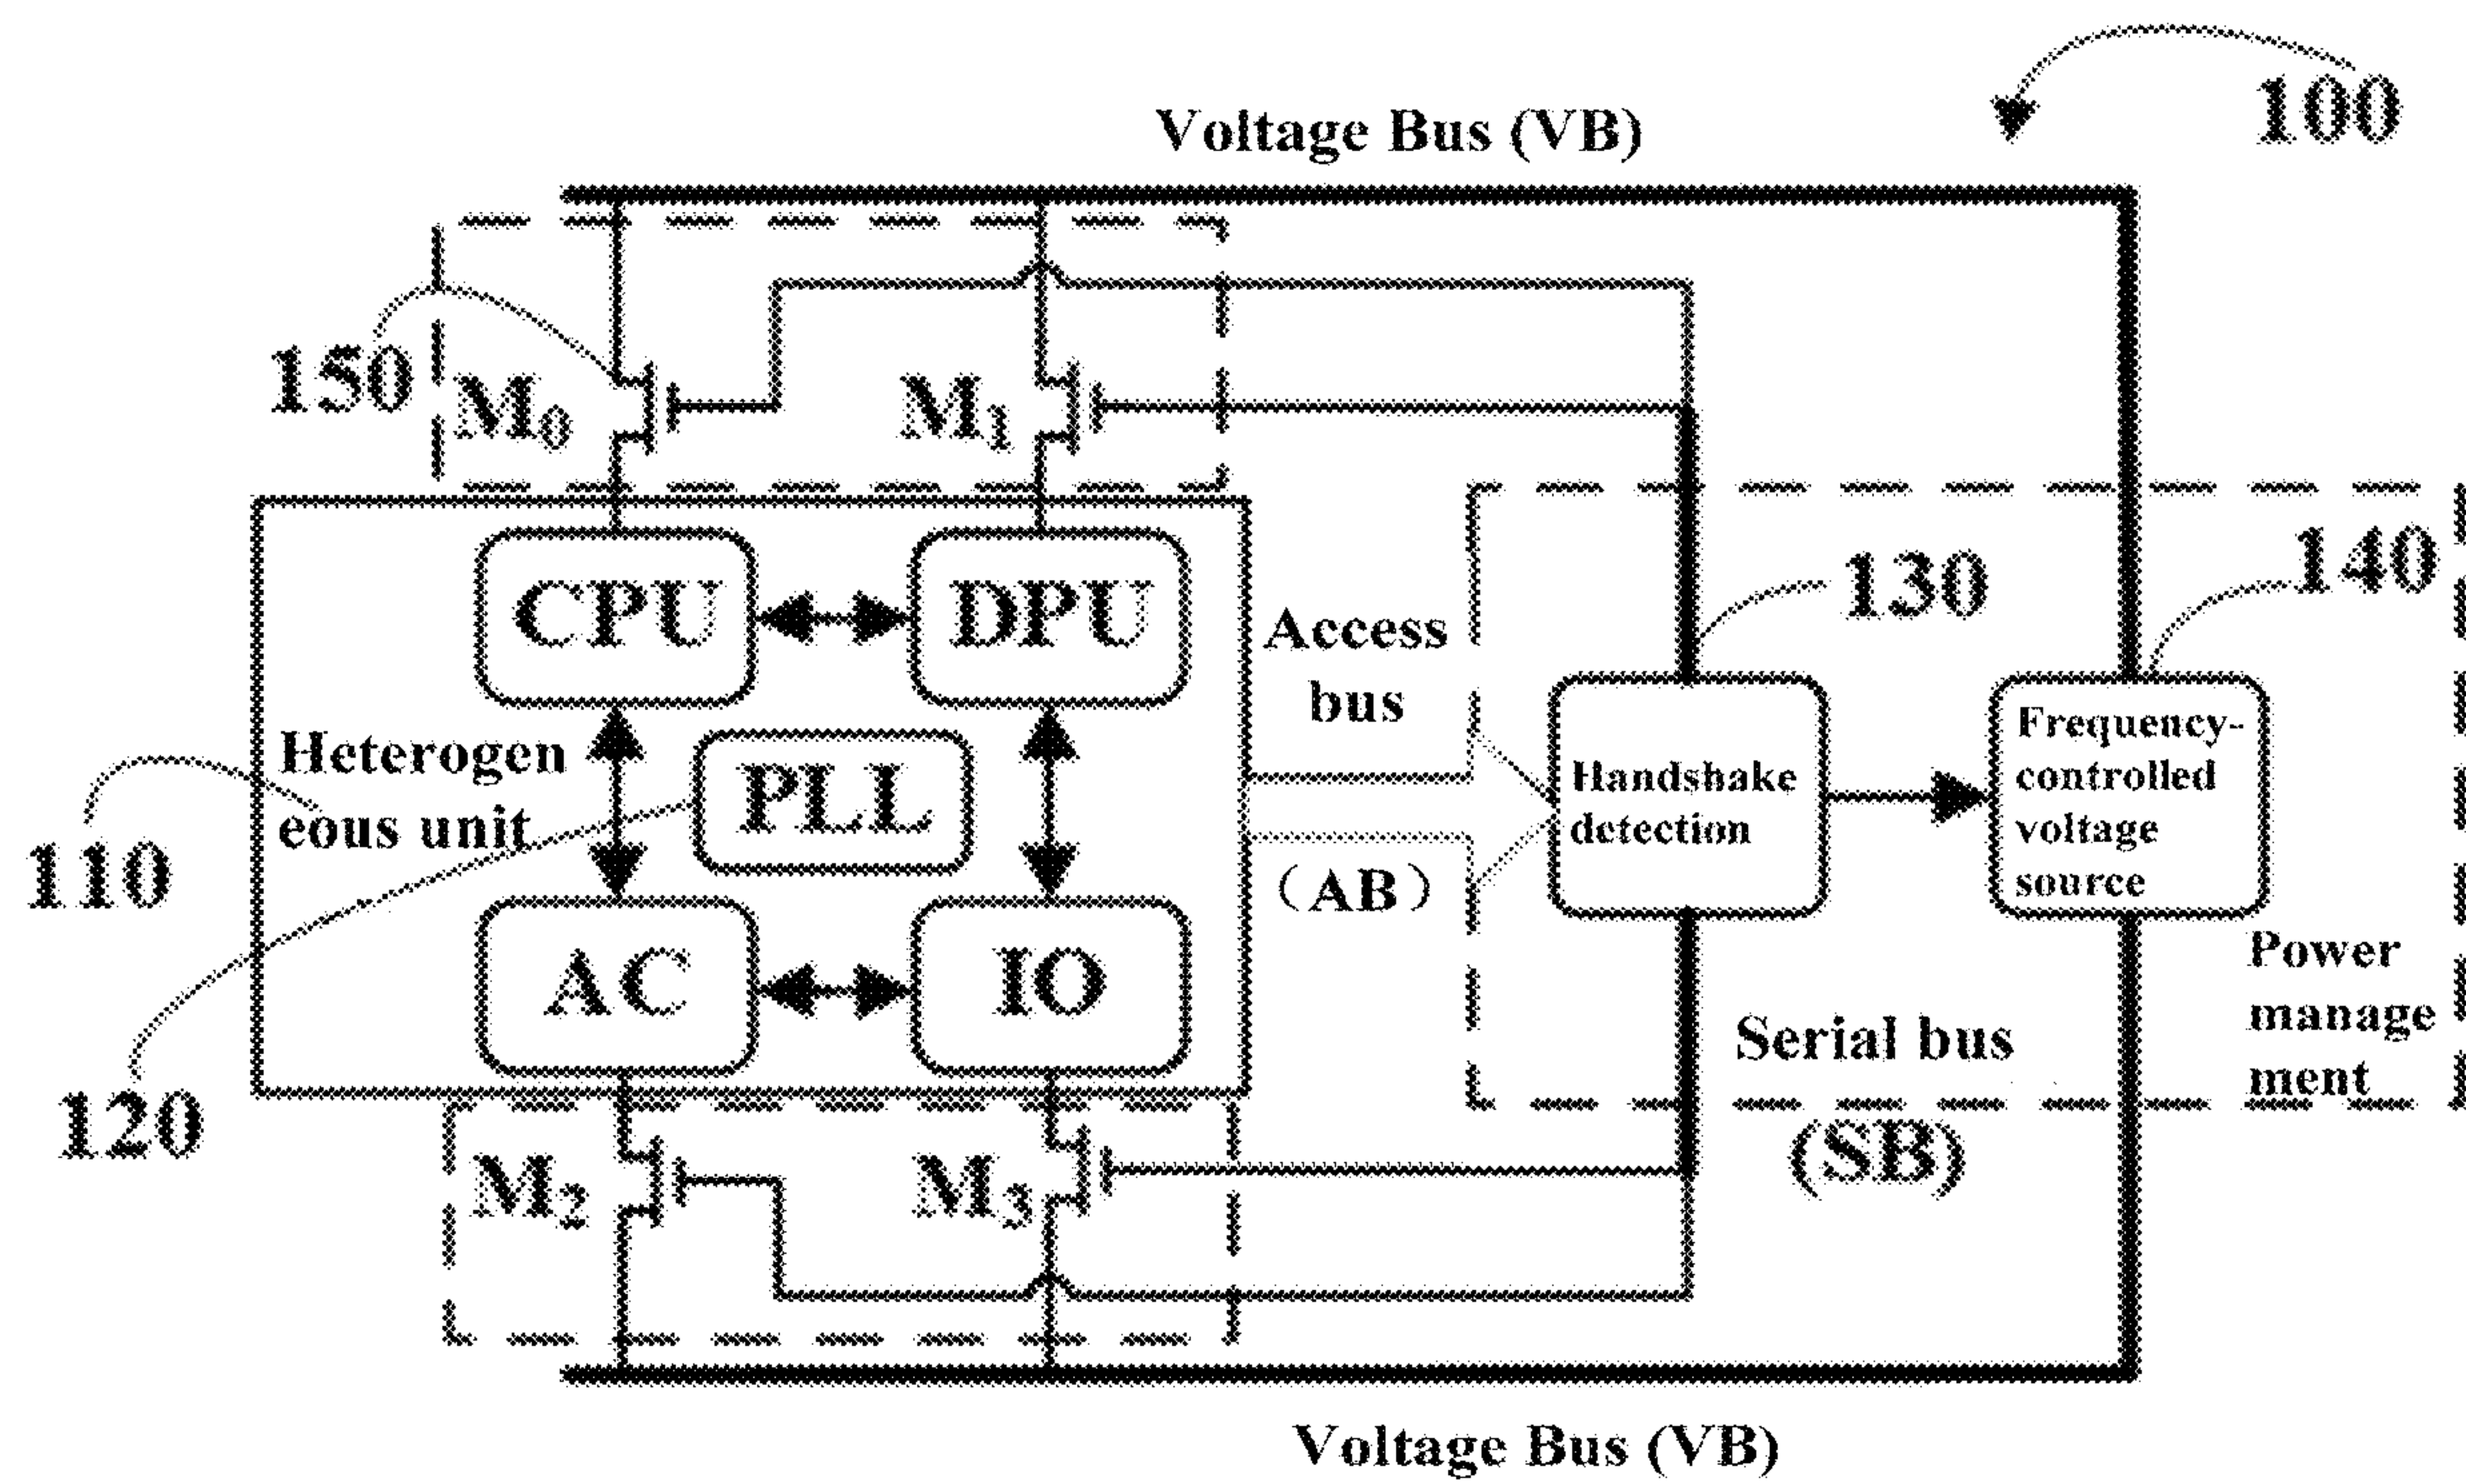 100
Voltage Bus (VB)
150
M0
M1
130
140
CPU
DPU
Access
bus
Heterogen
eous unit
PLL
Handshake
detection
Frequency-
controlled
voltage
source
110
(AB)
AC
IO
Power
manage
ment
Serial bus
(SB)
120
M2
M3
Voltage Bus (VB)